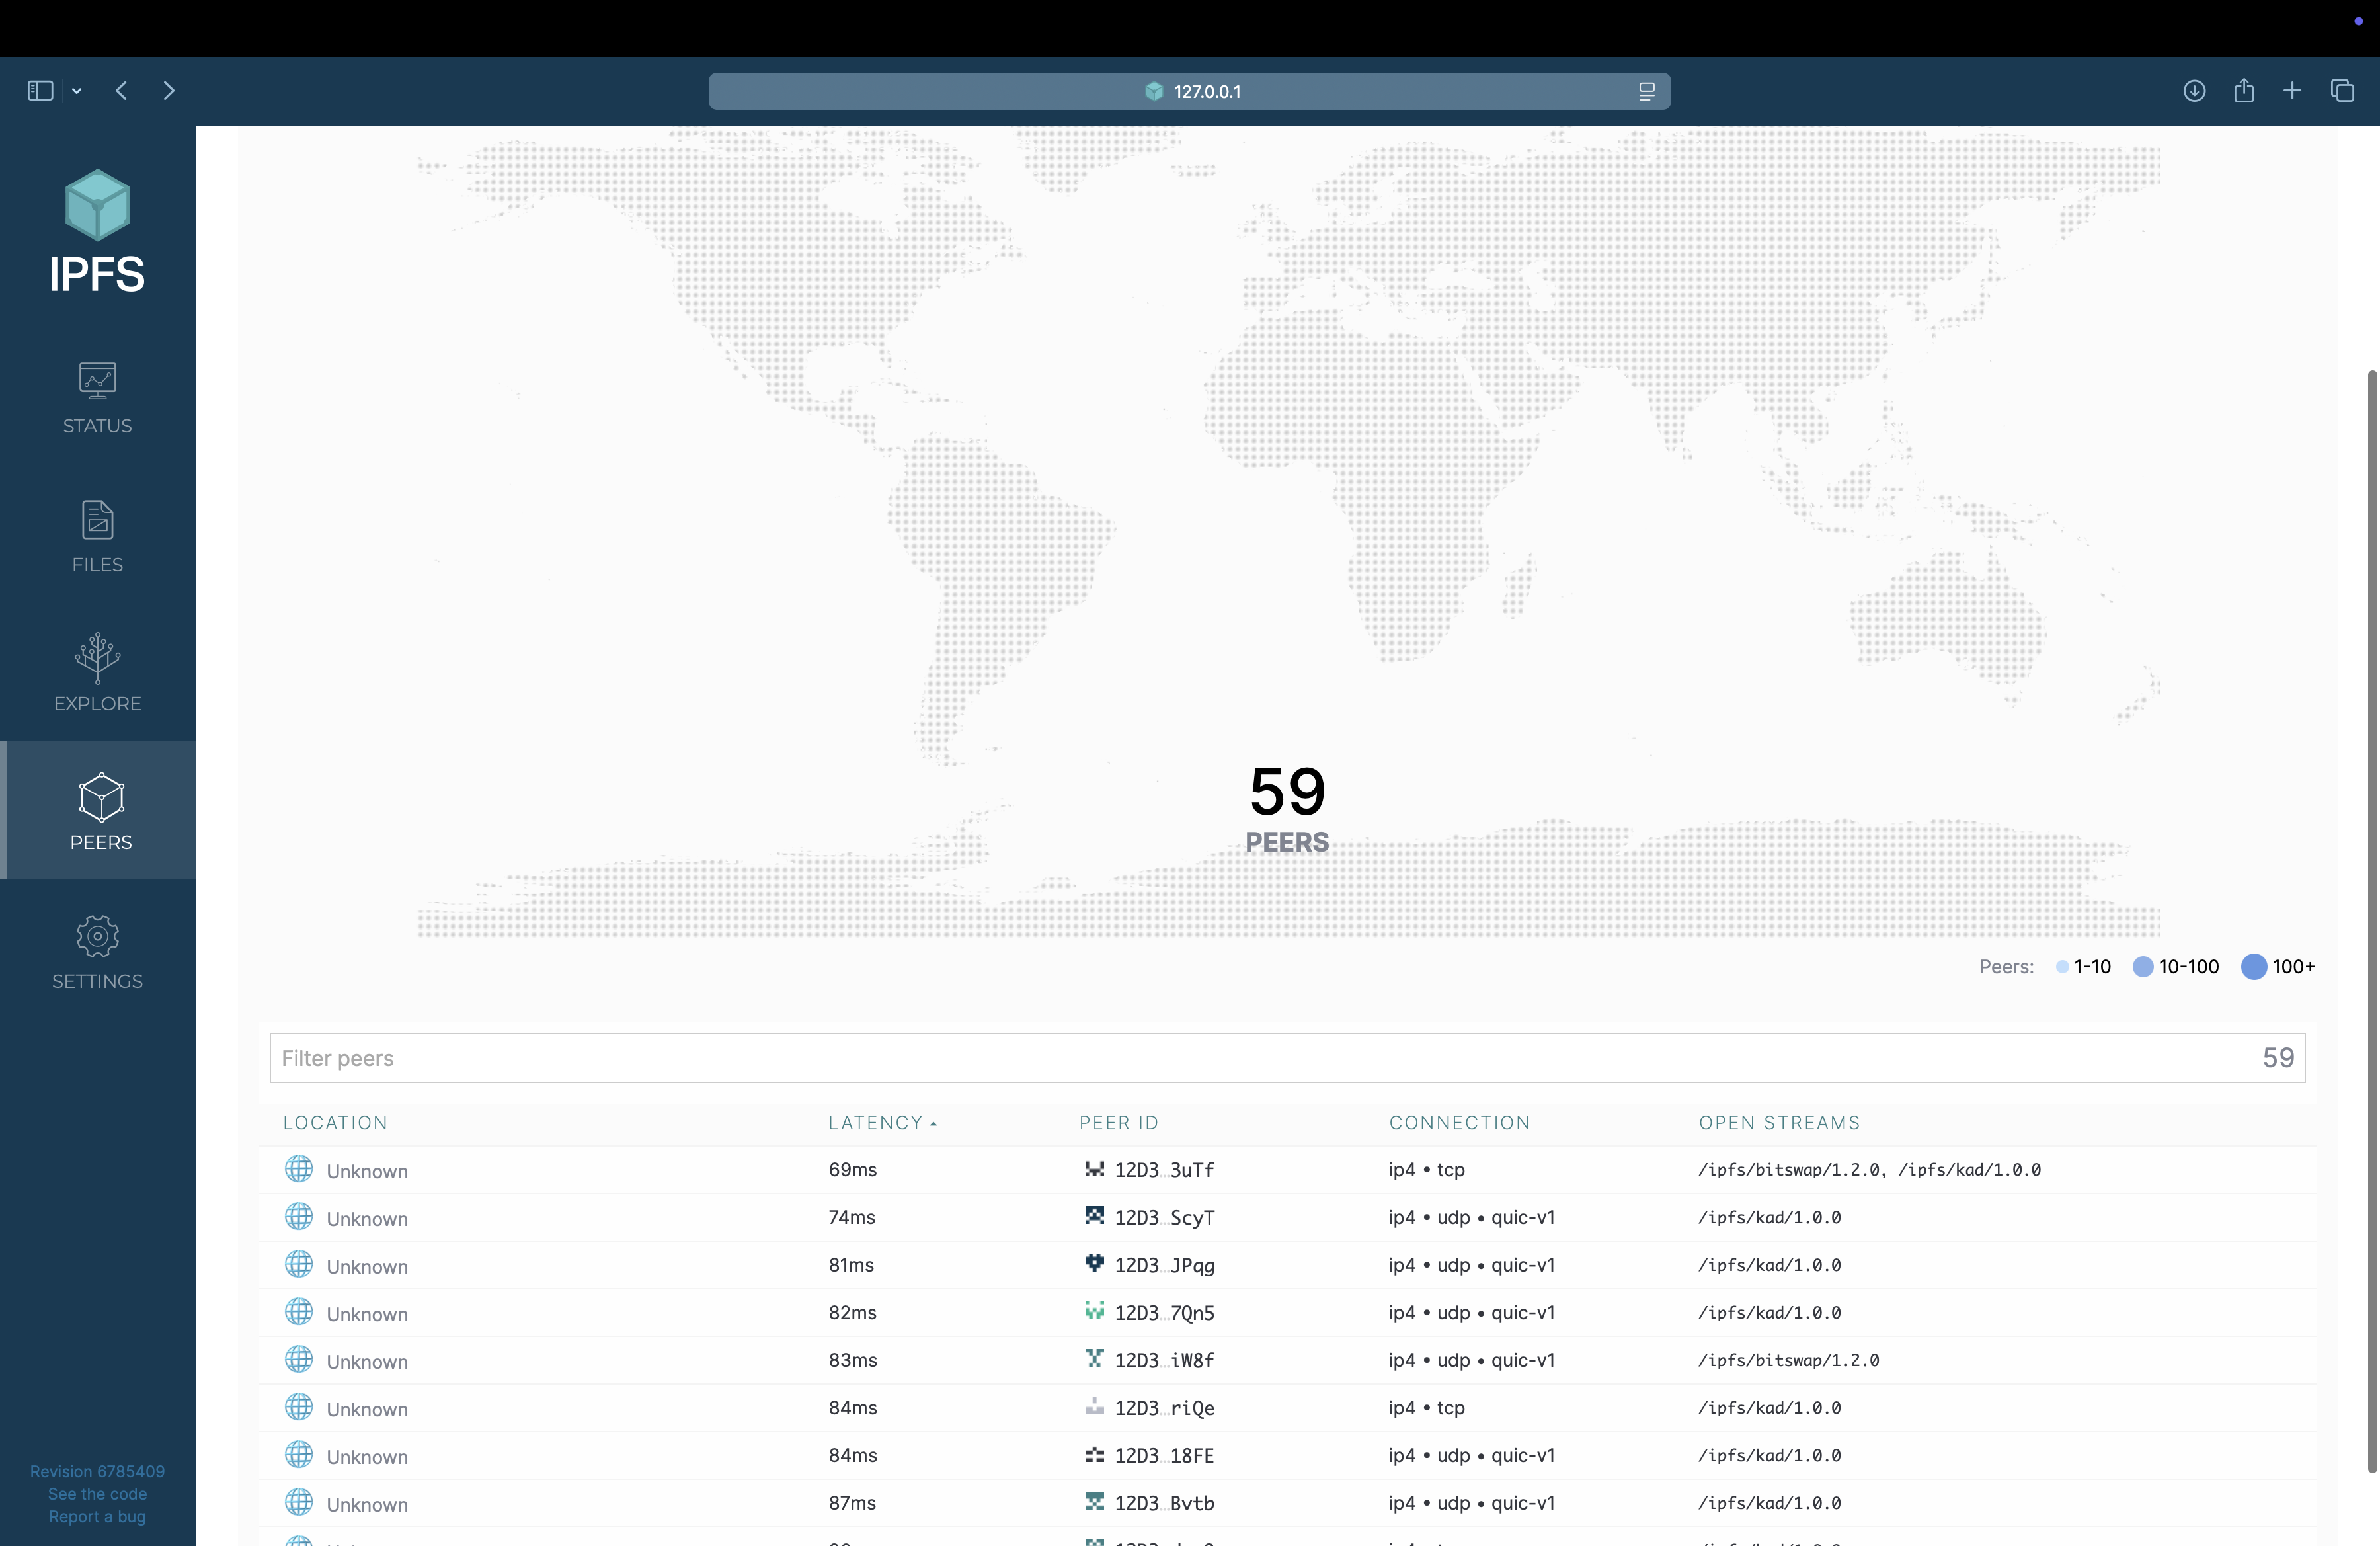 127.0.0.1
IPFS
STATUS
FILES
EXPLORE
PEERS
SETTINGS
Revision 6785409
See the code
Report a bug
59
PEERS
Peers: 1-10 10-100 100+
Filter peers 59
LOCATION LATENCY PEER ID CONNECTION OPEN STREAMS
Unknown 69ms 12D3…3uTf ip4 • tcp /ipfs/bitswap/1.2.0, /ipfs/kad/1.0.0
Unknown 74ms 12D3…ScyT ip4 • udp • quic-v1 /ipfs/kad/1.0.0
Unknown 81ms 12D3…JPqg ip4 • udp • quic-v1 /ipfs/kad/1.0.0
Unknown 82ms 12D3…7Qn5 ip4 • udp • quic-v1 /ipfs/kad/1.0.0
Unknown 83ms 12D3…iW8f ip4 • udp • quic-v1 /ipfs/bitswap/1.2.0
Unknown 84ms 12D3…riQe ip4 • tcp /ipfs/kad/1.0.0
Unknown 84ms 12D3…18FE ip4 • udp • quic-v1 /ipfs/kad/1.0.0
Unknown 87ms 12D3…Bvtb ip4 • udp • quic-v1 /ipfs/kad/1.0.0